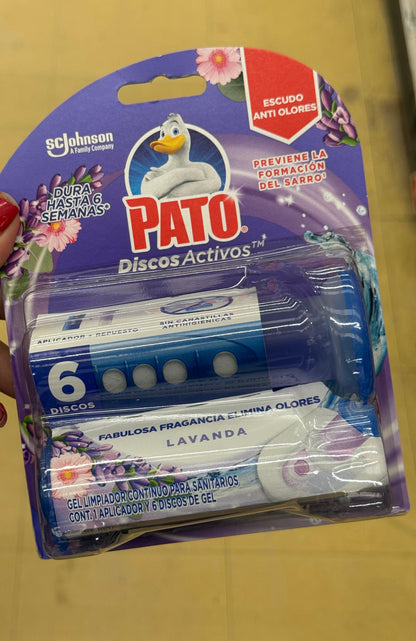 SC Johnson
A Family Company
ESCUDO
ANTI OLORES
PREVIENE LA
FORMACIÓN
DEL SARRO¹
DURA
HASTA 6
SEMANAS*
PATO®
Discos Activos™
APLICADOR + REPUESTO
SIN CANASTILLAS
ANTIHIGIENICAS
6
DISCOS
FABULOSA FRAGANCIA ELIMINA OLORES
LAVANDA
GEL LIMPIADOR CONTINUO PARA SANITARIOS
CONT. 1 APLICADOR Y 6 DISCOS DE GEL